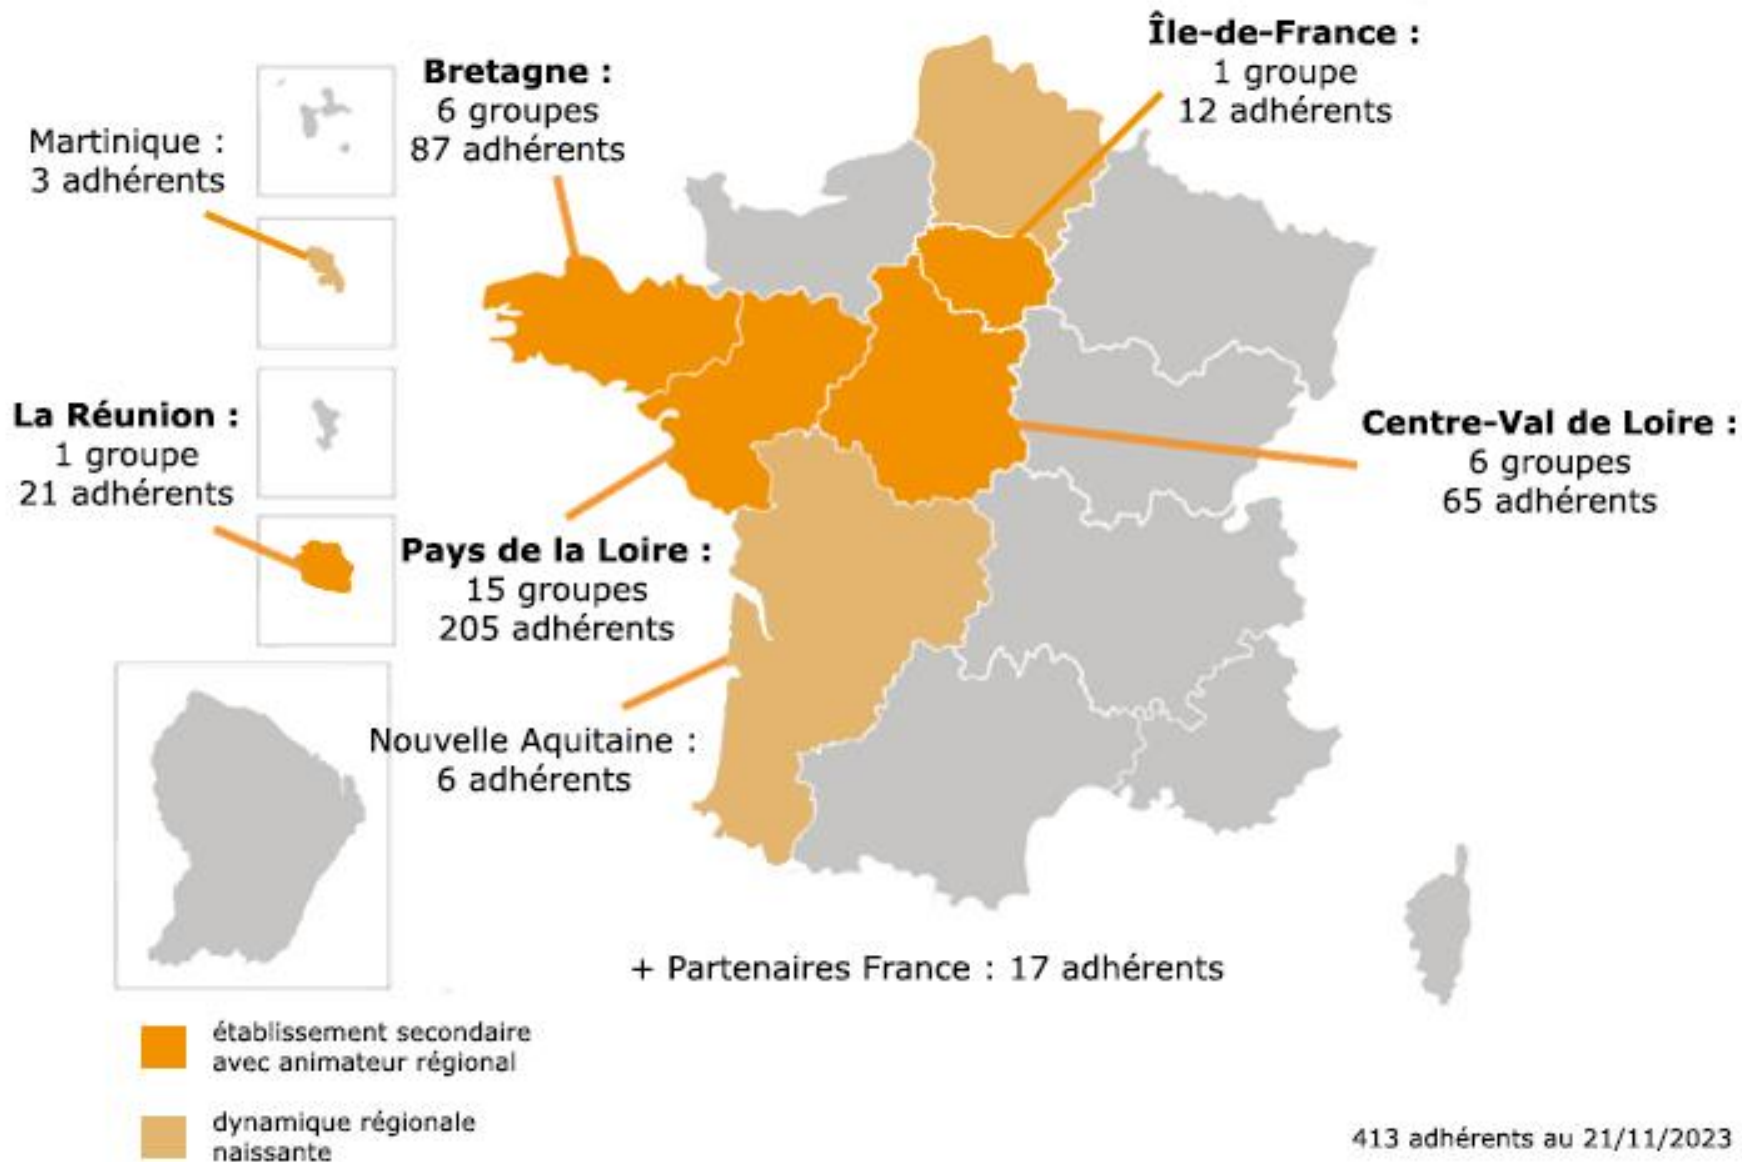 Île-de-France :
1 groupe
12 adhérents
Bretagne :
6 groupes
87 adhérents
Martinique :
3 adhérents
La Réunion :
1 groupe
21 adhérents
Centre-Val de Loire :
6 groupes
65 adhérents
Pays de la Loire :
15 groupes
205 adhérents
Nouvelle Aquitaine :
6 adhérents
+ Partenaires France : 17 adhérents
établissement secondaire
avec animateur régional
dynamique régionale
naissante
413 adhérents au 21/11/2023